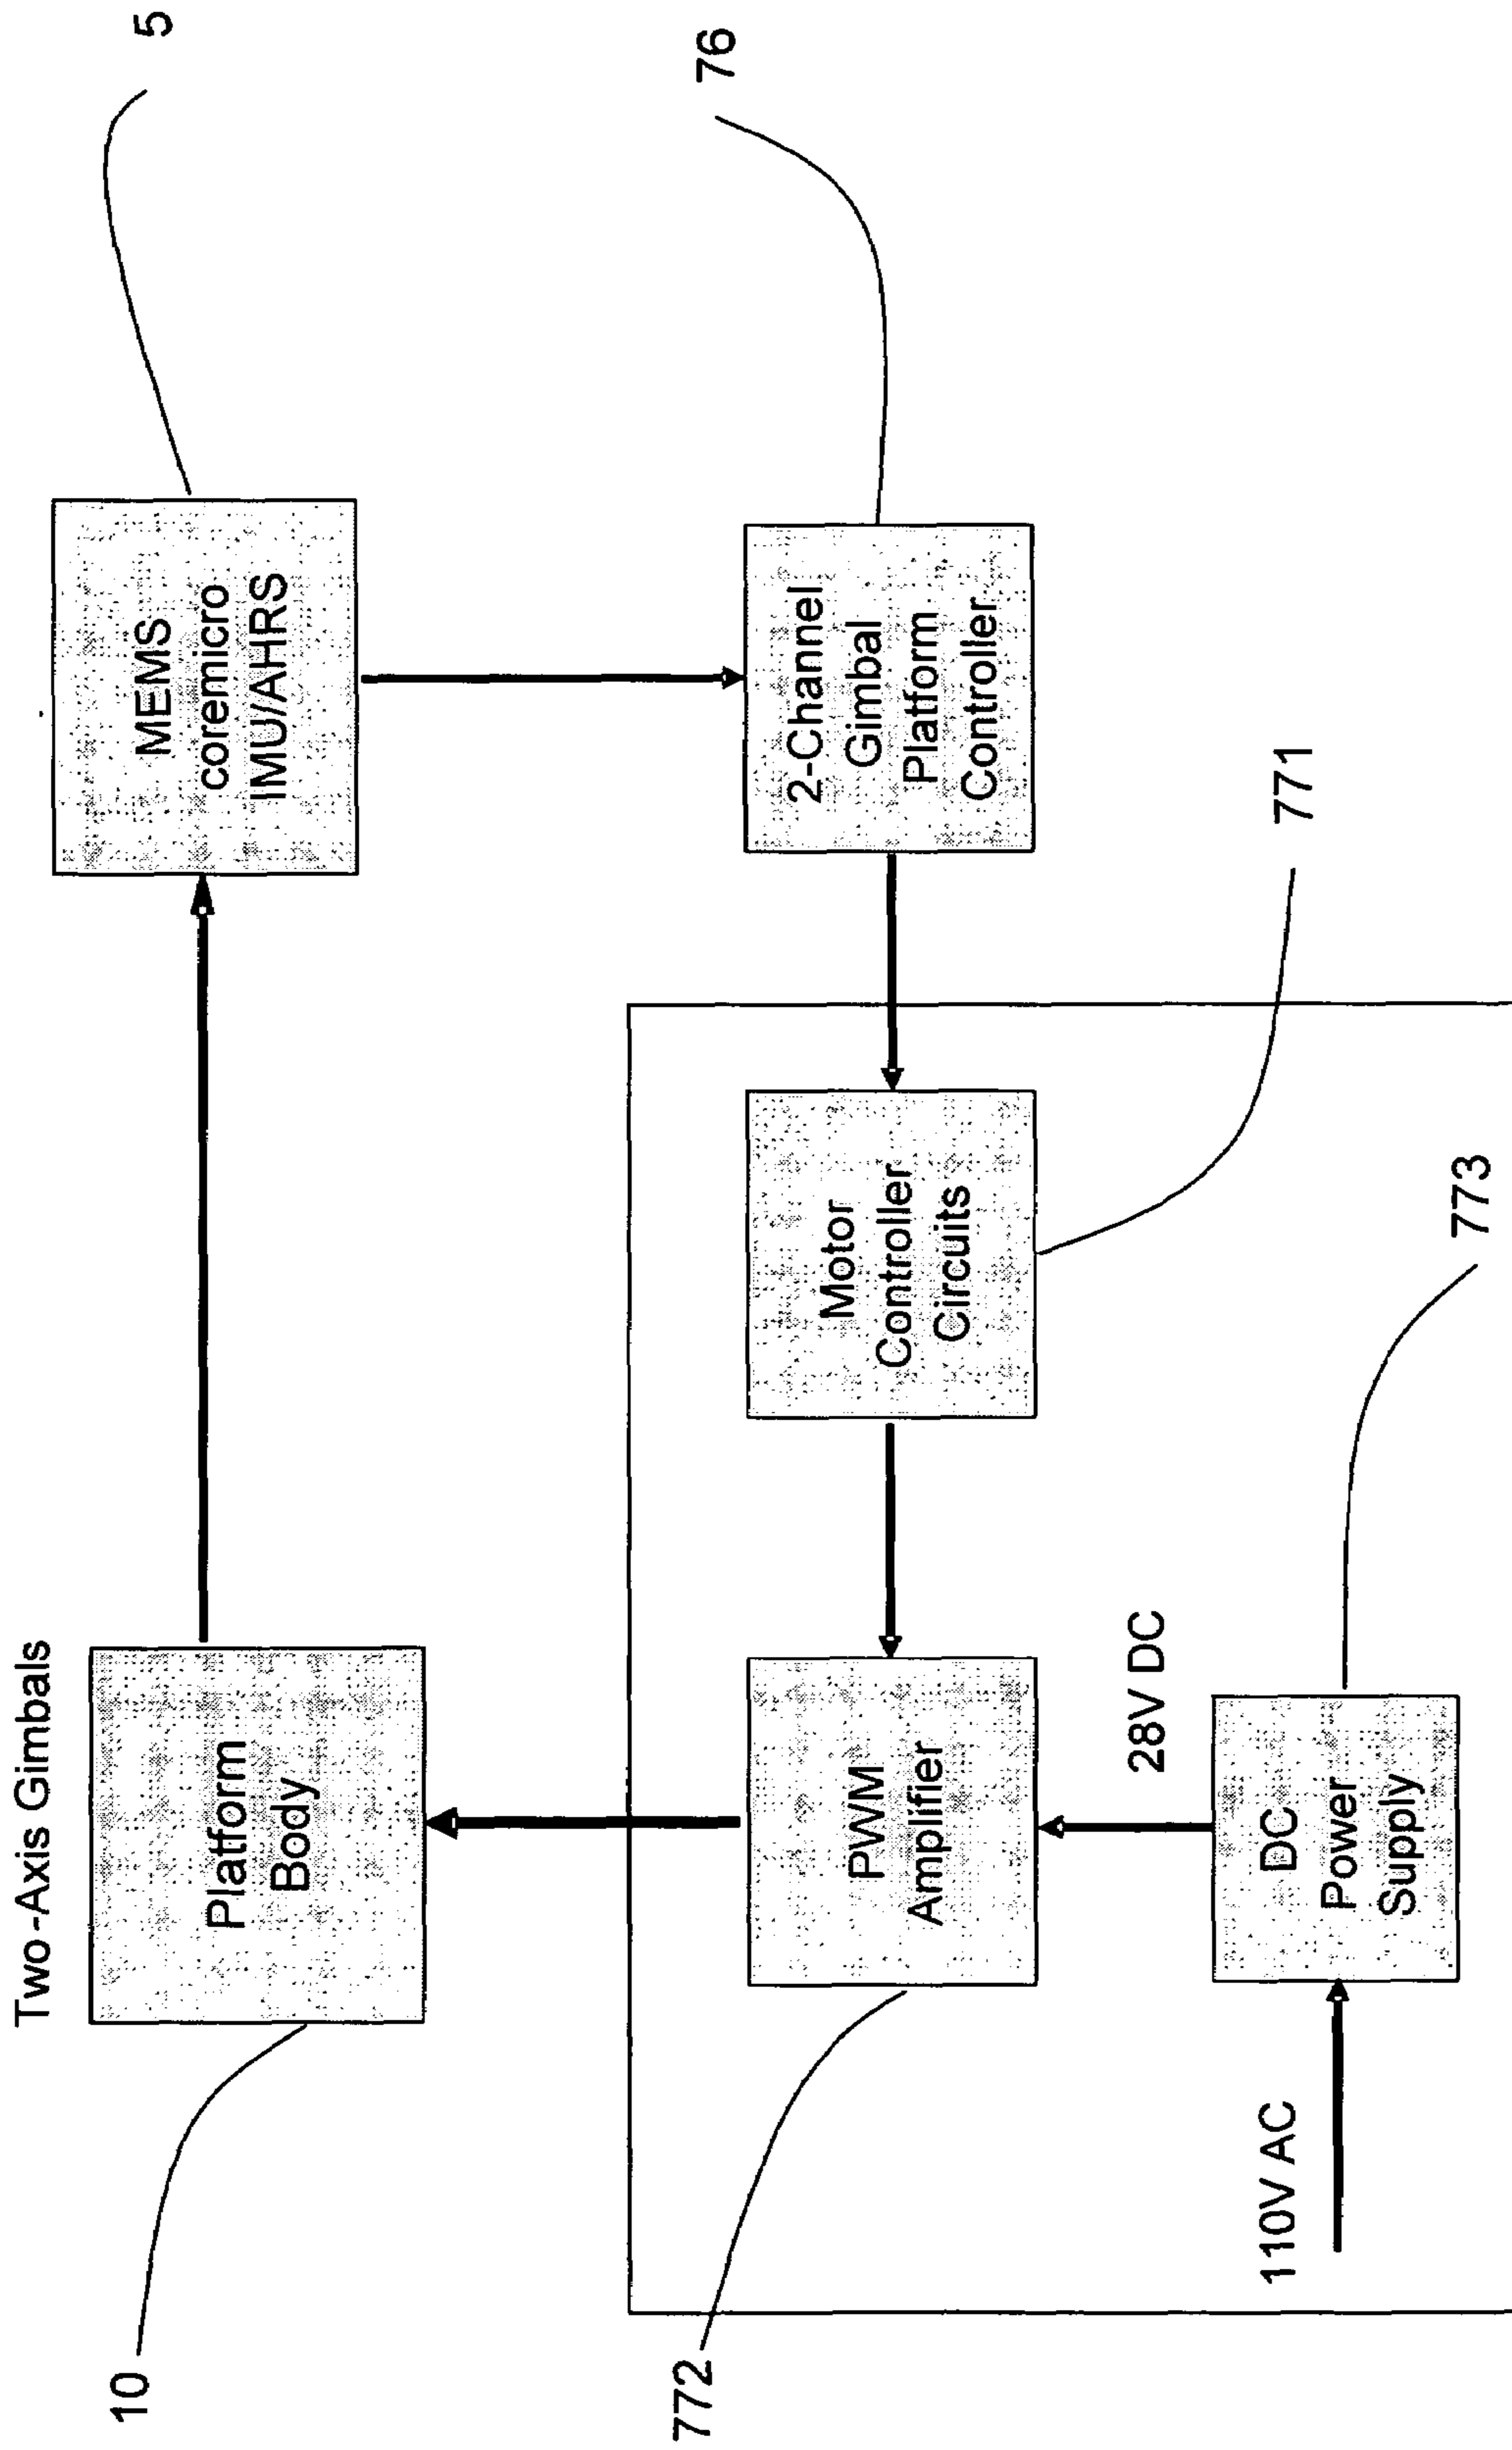 Two-Axis Gimbals
10
Platform
Body
MEMS
coremicro
IMU/AHRS
5
772
PWM
Amplifier
Motor
Controller
Circuits
2-Channel
Gimbal
Platform
Controller
76
771
28V DC
110V AC
DC
Power
Supply
773